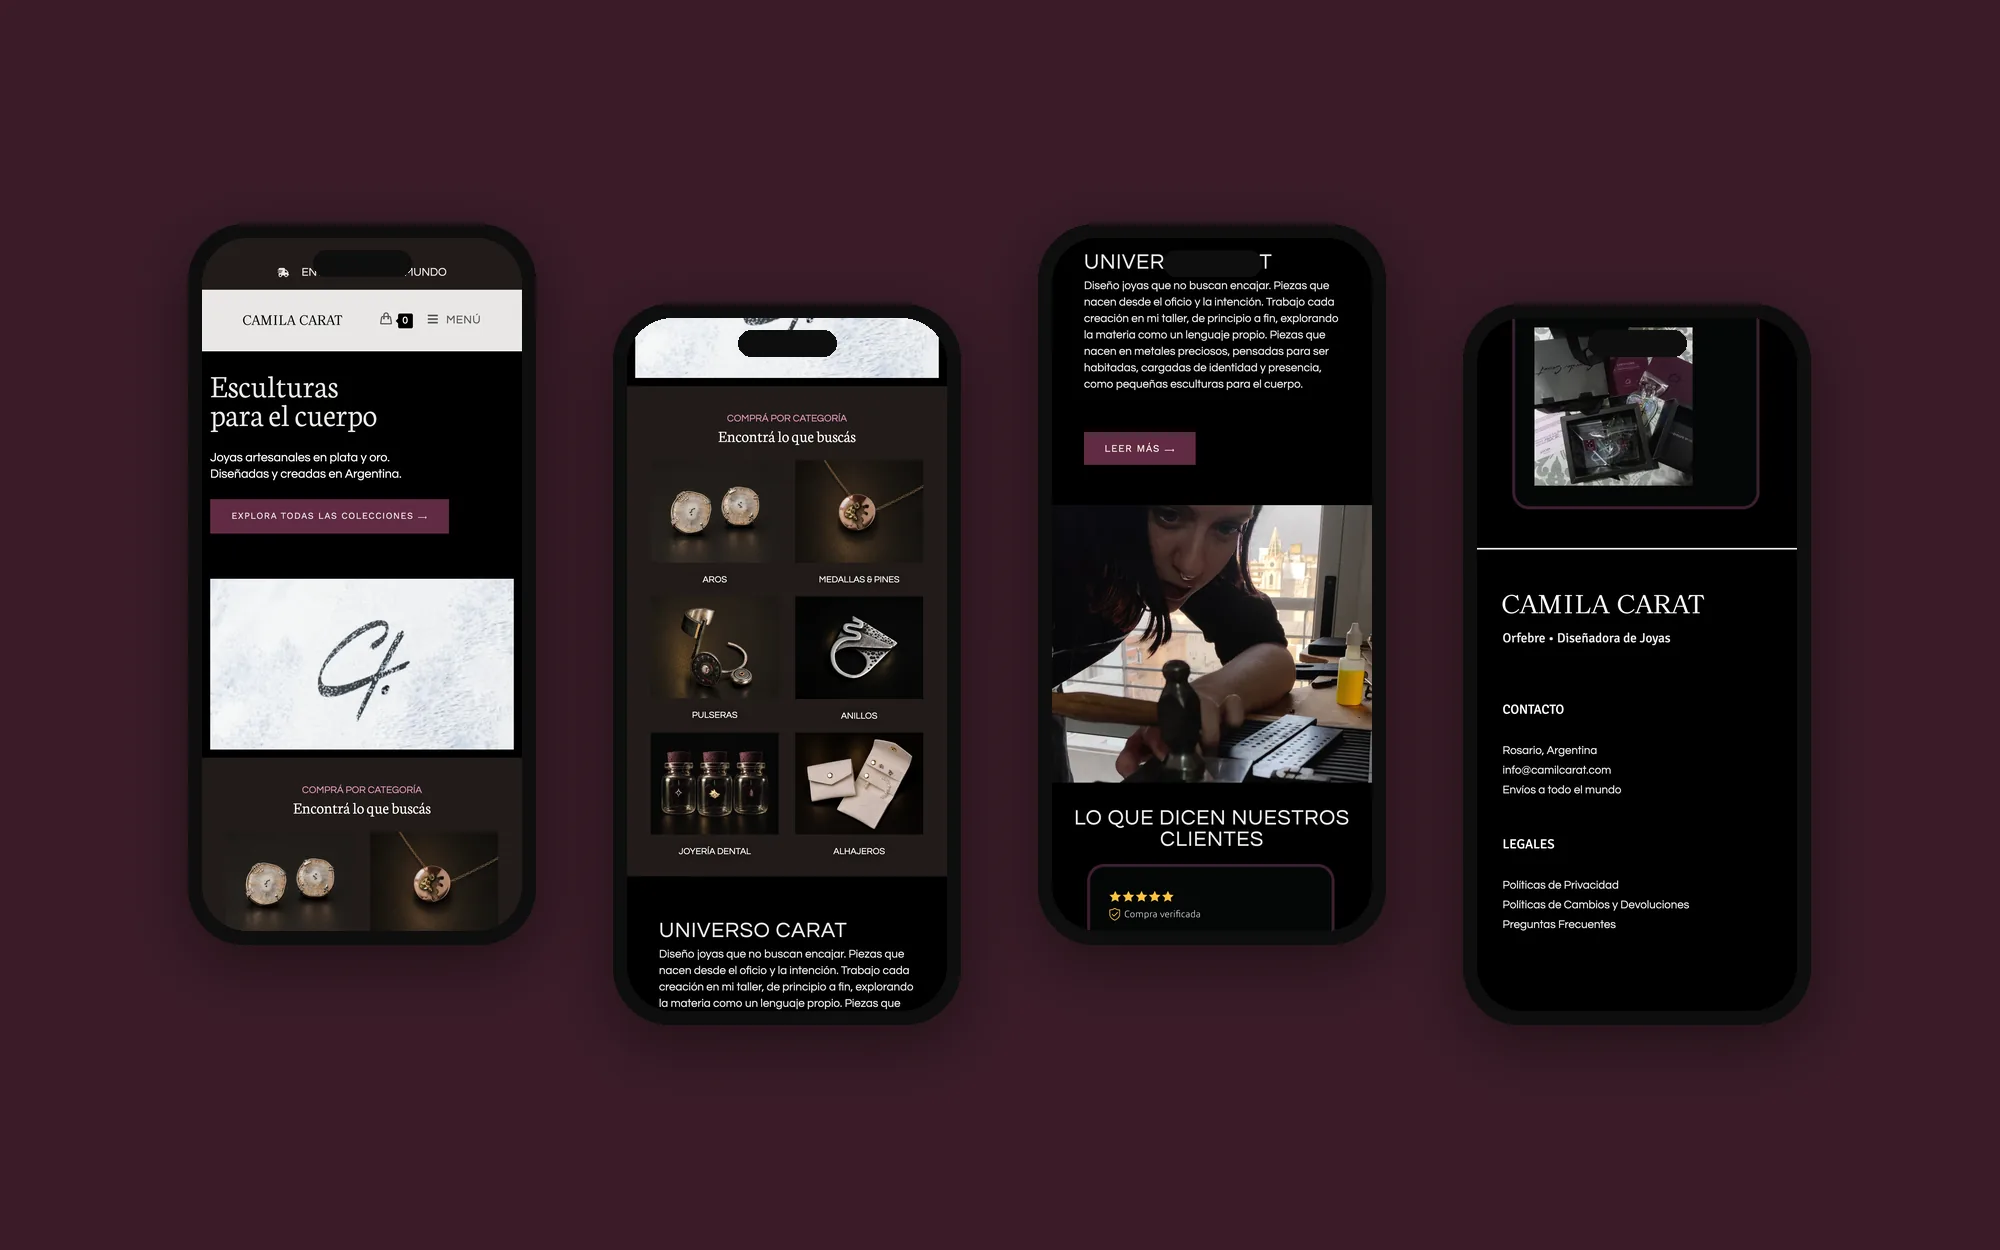 EN MUNDO
CAMILA CARAT 0 MENÚ
Esculturas
para el cuerpo
Joyas artesanales en plata y oro.
Diseñadas y creadas en Argentina.
EXPLORA TODAS LAS COLECCIONES →
COMPRÁ POR CATEGORÍA
Encontrá lo que buscás
COMPRÁ POR CATEGORÍA
Encontrá lo que buscás
AROS
MEDALLAS & PINES
PULSERAS
ANILLOS
JOYERÍA DENTAL
ALHAJEROS
UNIVERSO CARAT
Diseño joyas que no buscan encajar. Piezas que
nacen desde el oficio y la intención. Trabajo cada
creación en mi taller, de principio a fin, explorando
la materia como un lenguaje propio. Piezas que
UNIVER T
Diseño joyas que no buscan encajar. Piezas que
nacen desde el oficio y la intención. Trabajo cada
creación en mi taller, de principio a fin, explorando
la materia como un lenguaje propio. Piezas que
nacen en metales preciosos, pensadas para ser
habitadas, cargadas de identidad y presencia,
como pequeñas esculturas para el cuerpo.
LEER MÁS →
LO QUE DICEN NUESTROS
CLIENTES
Compra verificada
CAMILA CARAT
Orfebre • Diseñadora de Joyas
CONTACTO
Rosario, Argentina
info@camilcarat.com
Envíos a todo el mundo
LEGALES
Políticas de Privacidad
Políticas de Cambios y Devoluciones
Preguntas Frecuentes